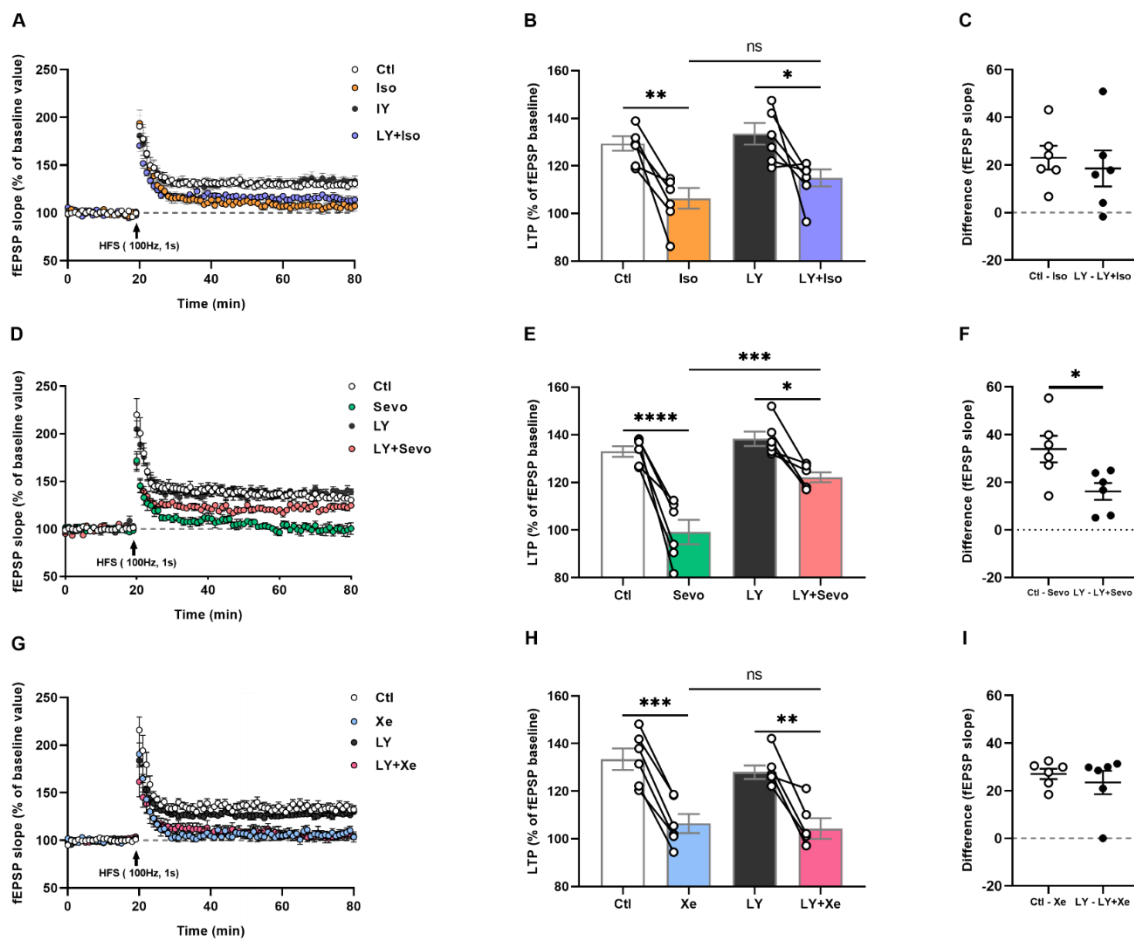 A
fEPSP slope (% of baseline value)
250
200
150
100
50
0
20
40
60
80
Time (min)
HFS ( 100Hz, 1s)
Ctl
Iso
IY
LY+Iso
B
LTP (% of fEPSP baseline)
160
140
120
100
80
ns
**
*
Ctl
Iso
LY
LY+Iso
C
Difference (fEPSP slope)
60
40
20
0
-20
Ctl - Iso
LY - LY+Iso
D
fEPSP slope (% of baseline value)
250
200
150
100
50
0
20
40
60
80
Time (min)
HFS ( 100Hz, 1s)
Ctl
Sevo
LY
LY+Sevo
E
LTP (% of fEPSP baseline)
160
140
120
100
80
***
****
*
Ctl
Sevo
LY
LY+Sevo
F
Difference (fEPSP slope)
60
40
20
0
-20
*
Ctl - Sevo
LY - LY+Sevo
G
fEPSP slope (% of baseline value)
250
200
150
100
50
0
20
40
60
80
Time (min)
HFS ( 100Hz, 1s)
Ctl
Xe
LY
LY+Xe
H
LTP (% of fEPSP baseline)
160
140
120
100
80
ns
***
**
Ctl
Xe
LY
LY+Xe
I
Difference (fEPSP slope)
60
40
20
0
-20
Ctl - Xe
LY - LY+Xe